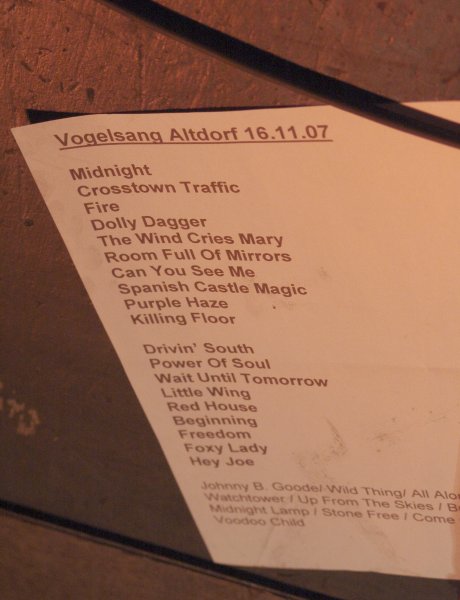 Vogelsang Altdorf 16.11.07
Midnight
Crosstown Traffic
Fire
Dolly Dagger
The Wind Cries Mary
Room Full Of Mirrors
Can You See Me
Spanish Castle Magic
Purple Haze
Killing Floor
Drivin' South
Power Of Soul
Wait Until Tomorrow
Little Wing
Red House
Beginning
Freedom
Foxy Lady
Hey Joe
Johnny B. Goode/ Wild Thing/ All
Watchtower / Up From The Skies /
Midnight Lamp / Stone Free / Come
Voodoo Child